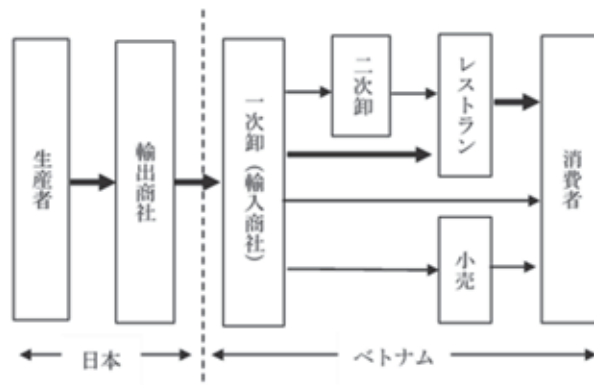 生産者
輸出商社
一次卸（輸入商社）
二次卸
レストラン
小売
消費者
日本
ベトナム